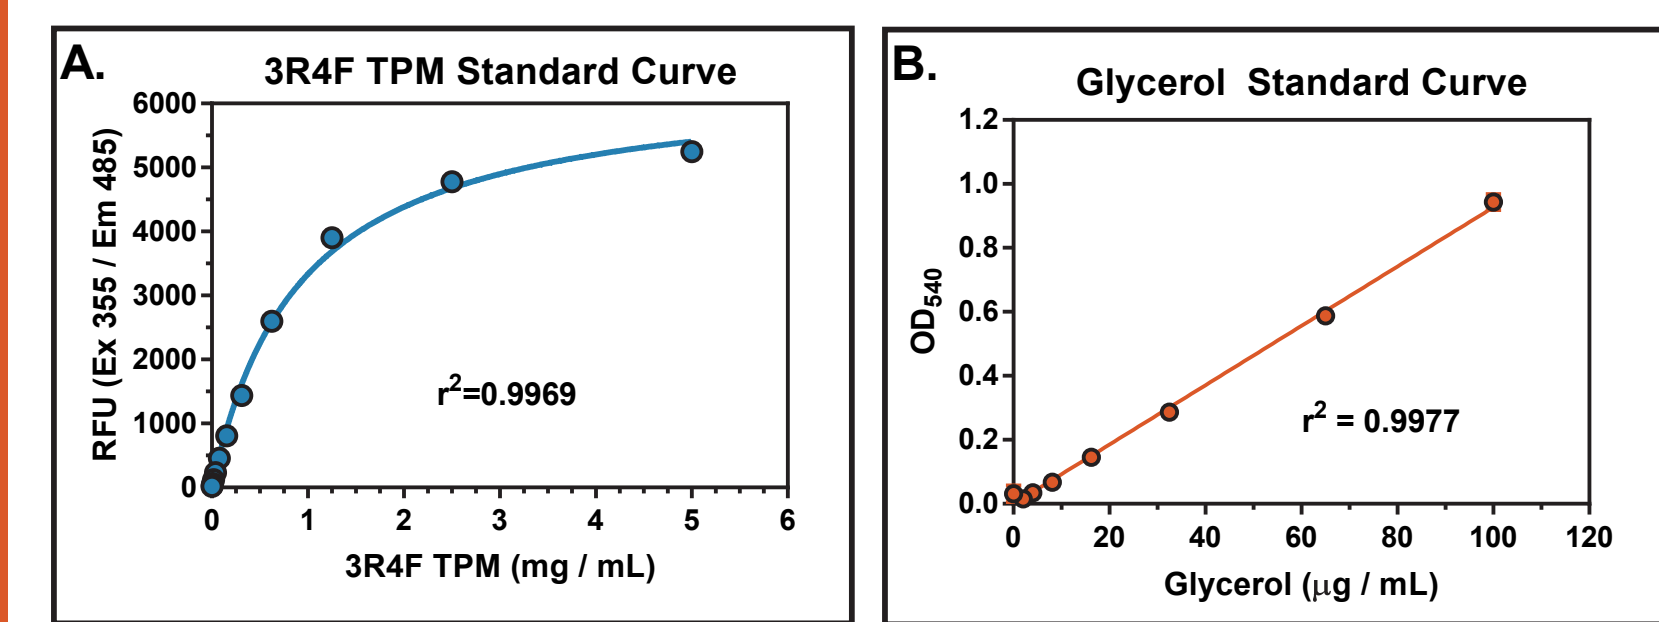 A.
3R4F TPM Standard Curve
6000
5000
4000
3000
2000
1000
0
RFU (Ex 355 / Em 485)
r²=0.9969
0 1 2 3 4 5 6
3R4F TPM (mg / mL)
B.
Glycerol Standard Curve
1.2
1.0
0.8
0.6
0.4
0.2
0.0
OD₅₄₀
r² = 0.9977
0 20 40 60 80 100 120
Glycerol (μg / mL)